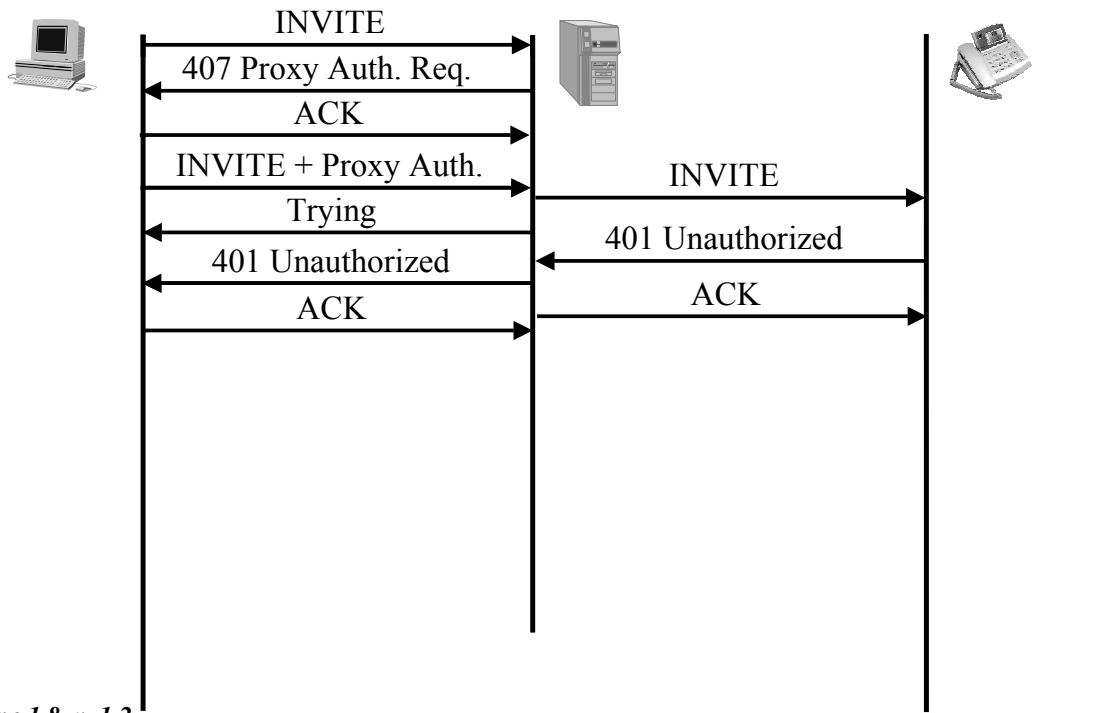 INVITE
407 Proxy Auth. Req.
ACK
INVITE + Proxy Auth.
INVITE
Trying
401 Unauthorized
401 Unauthorized
ACK
ACK